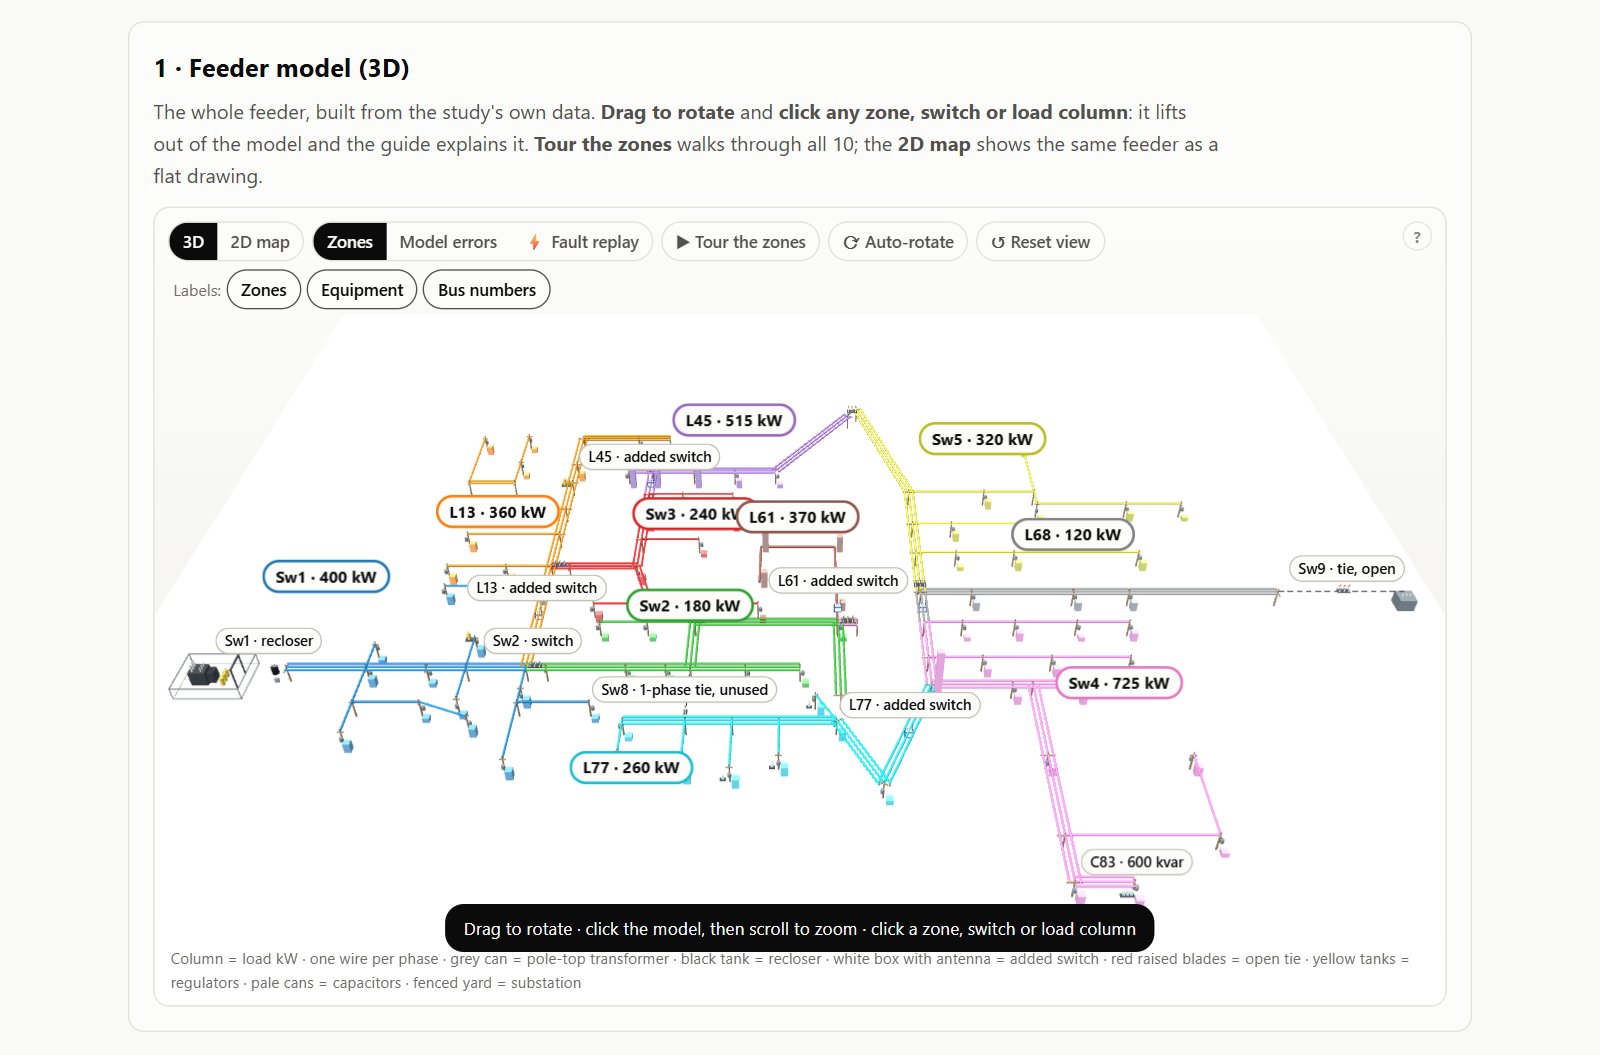 1 · Feeder model (3D)
The whole feeder, built from the study's own data. Drag to rotate and click any zone, switch or load column: it lifts
out of the model and the guide explains it. Tour the zones walks through all 10; the 2D map shows the same feeder as a
flat drawing.
3D 2D map Zones Model errors Fault replay ▶ Tour the zones ⟳ Auto-rotate ↺ Reset view ?
Labels: Zones Equipment Bus numbers
L45 · 515 kW
Sw5 · 320 kW
L45 · added switch
L13 · 360 kW
Sw3 · 240 kW
L61 · 370 kW
L68 · 120 kW
Sw9 · tie, open
Sw1 · 400 kW
L13 · added switch
L61 · added switch
Sw2 · 180 kW
Sw1 · recloser
Sw2 · switch
Sw8 · 1-phase tie, unused
Sw4 · 725 kW
L77 · added switch
L77 · 260 kW
C83 · 600 kvar
Drag to rotate · click the model, then scroll to zoom · click a zone, switch or load column
Column = load kW · one wire per phase · grey can = pole-top transformer · black tank = recloser · white box with antenna = added switch · red raised blades = open tie · yellow tanks =
regulators · pale cans = capacitors · fenced yard = substation